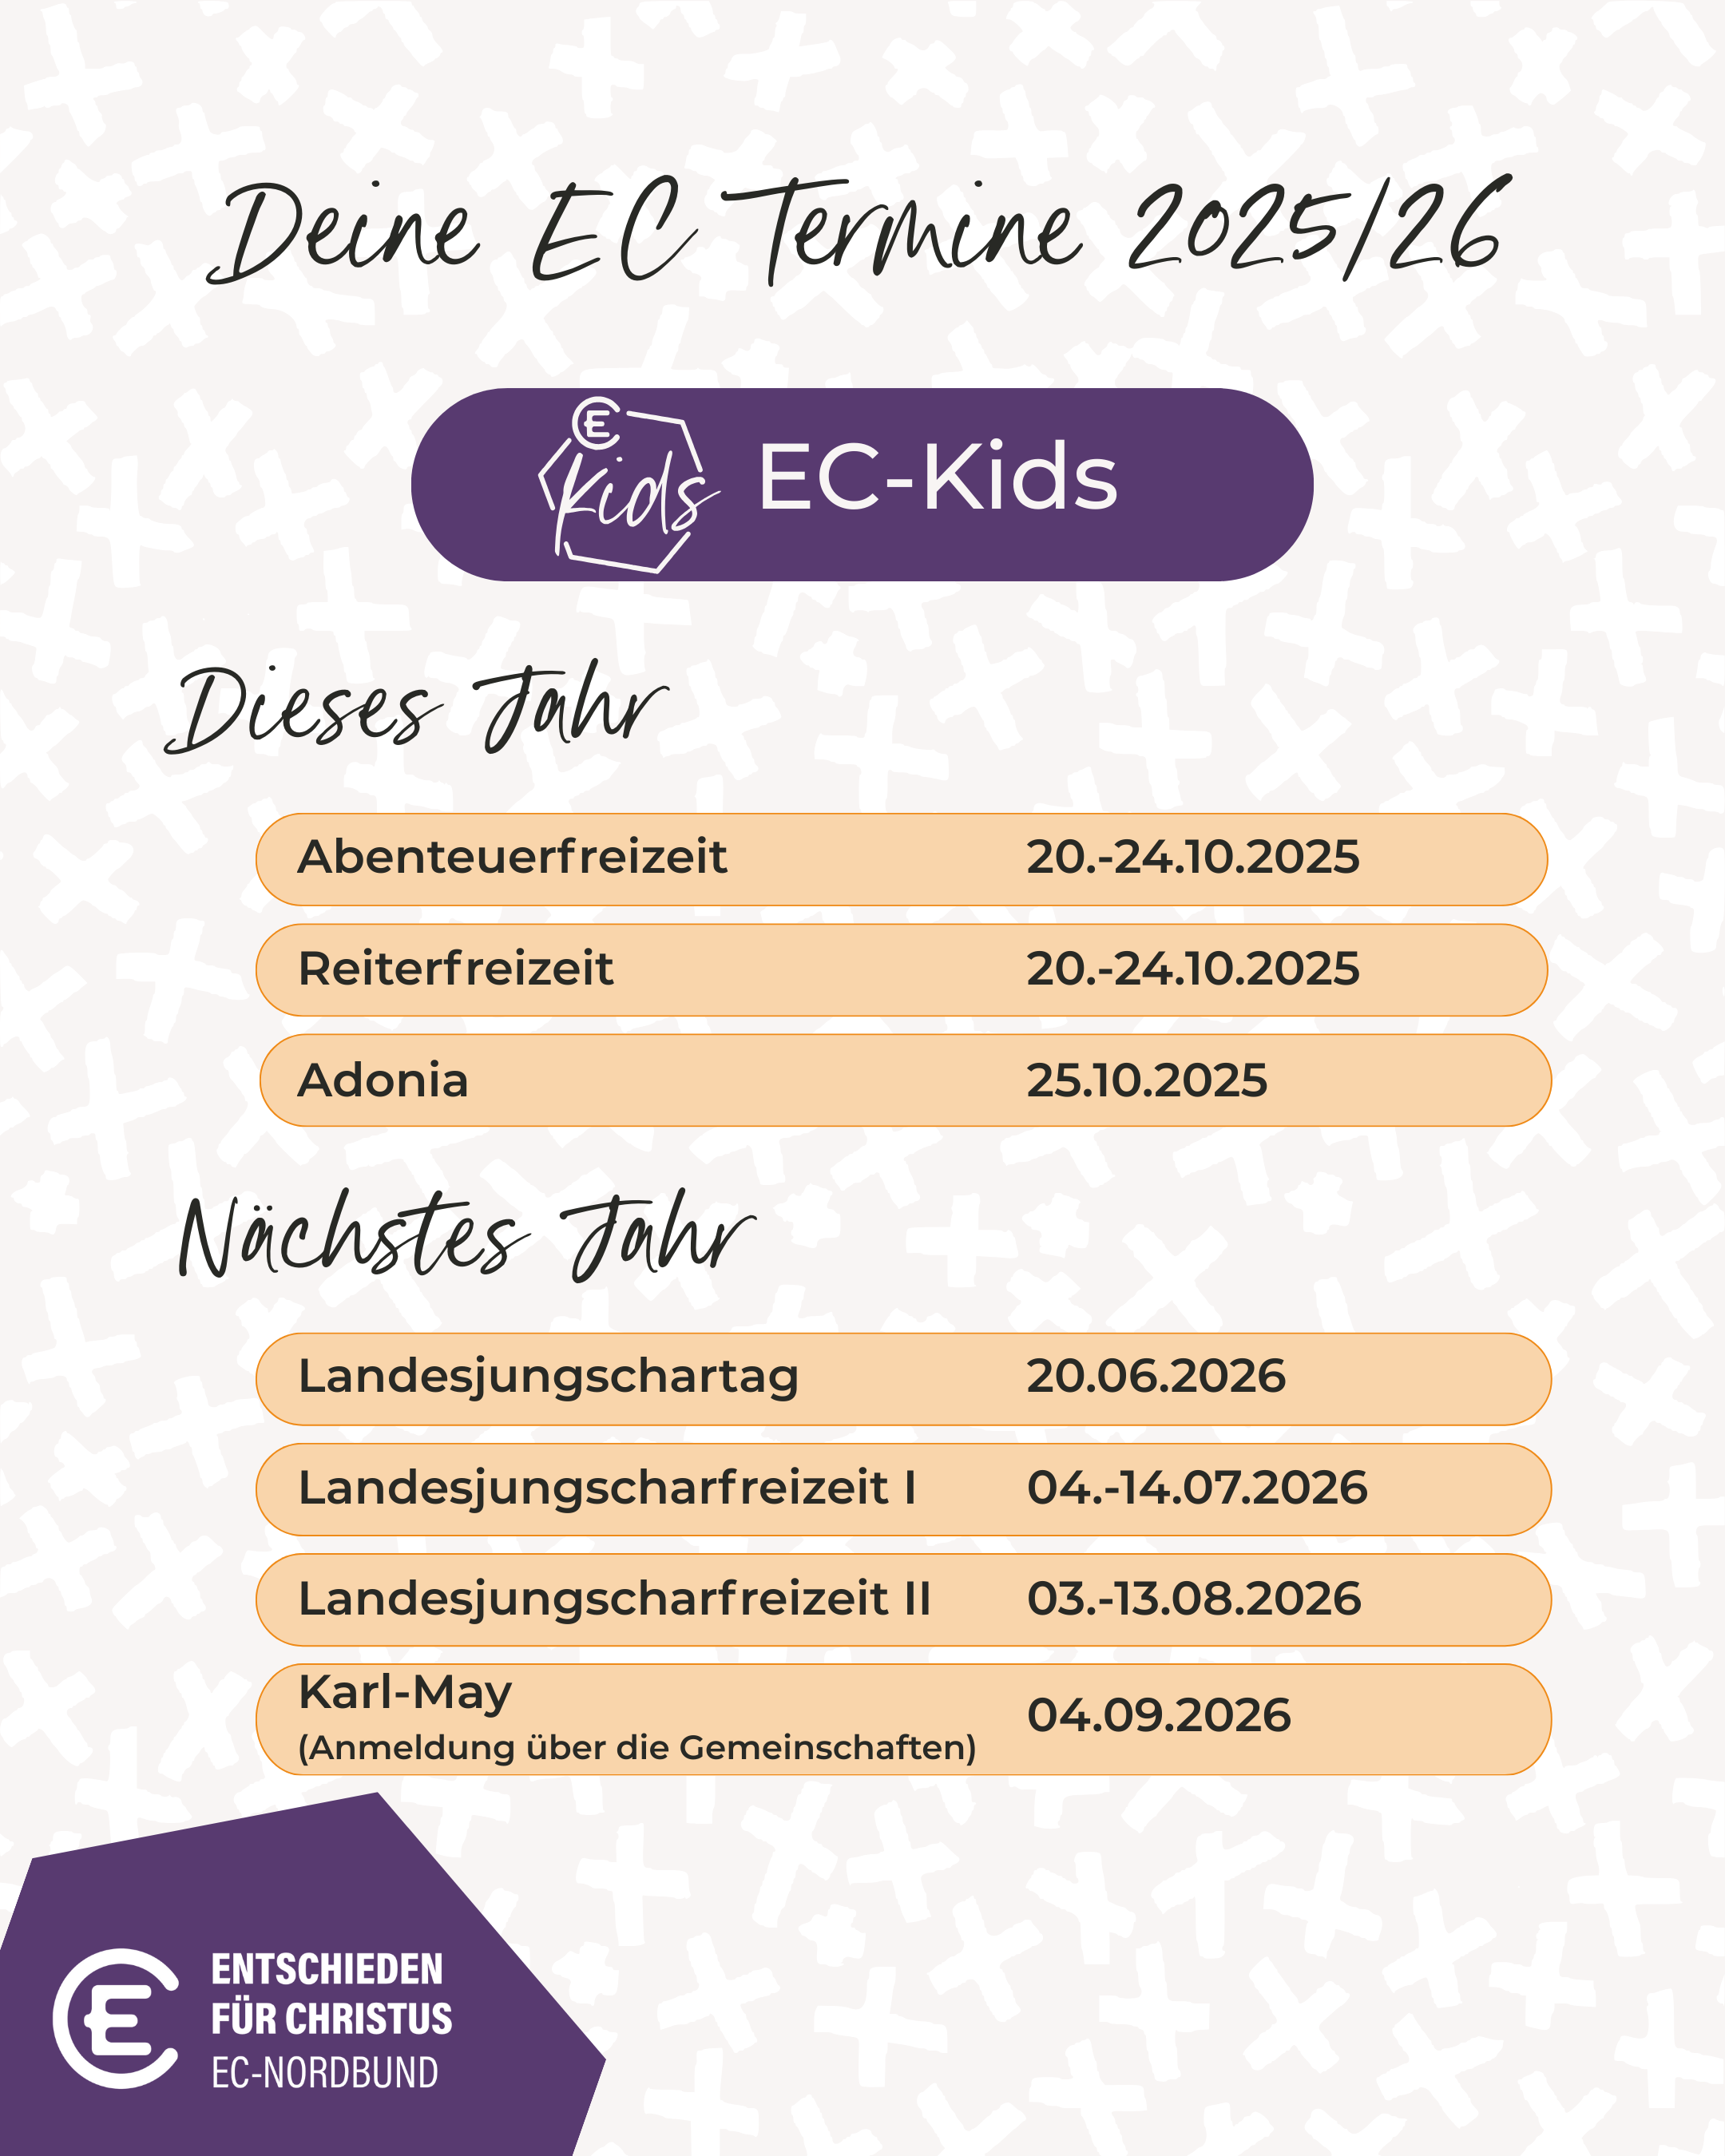 Deine EC Termine 2025/26
E
Kids
EC-Kids
Dieses Jahr
Abenteuerfreizeit 20.-24.10.2025
Reiterfreizeit 20.-24.10.2025
Adonia 25.10.2025
Nächstes Jahr
Landesjungschartag 20.06.2026
Landesjungscharfreizeit I 04.-14.07.2026
Landesjungscharfreizeit II 03.-13.08.2026
Karl-May 04.09.2026
(Anmeldung über die Gemeinschaften)
E
ENTSCHIEDEN
FÜR CHRISTUS
EC-NORDBUND